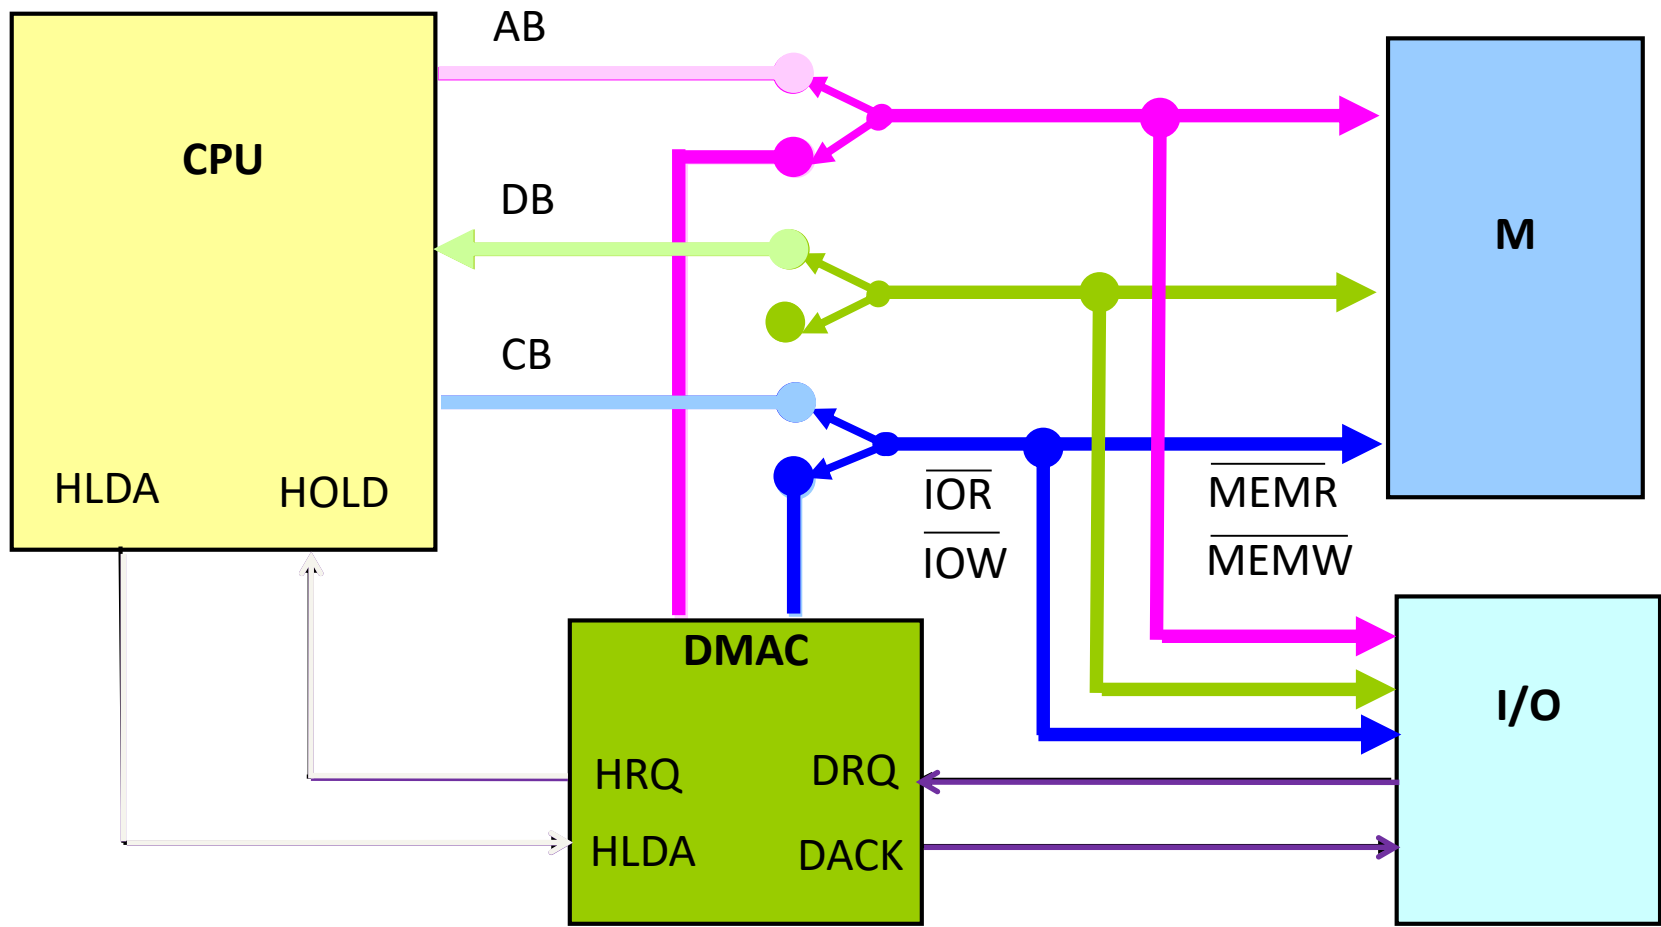 AB
CPU
DB
M
CB
HLDA
HOLD
IOR
MEMR
IOW
MEMW
DMAC
I/O
HRQ
DRQ
HLDA
DACK